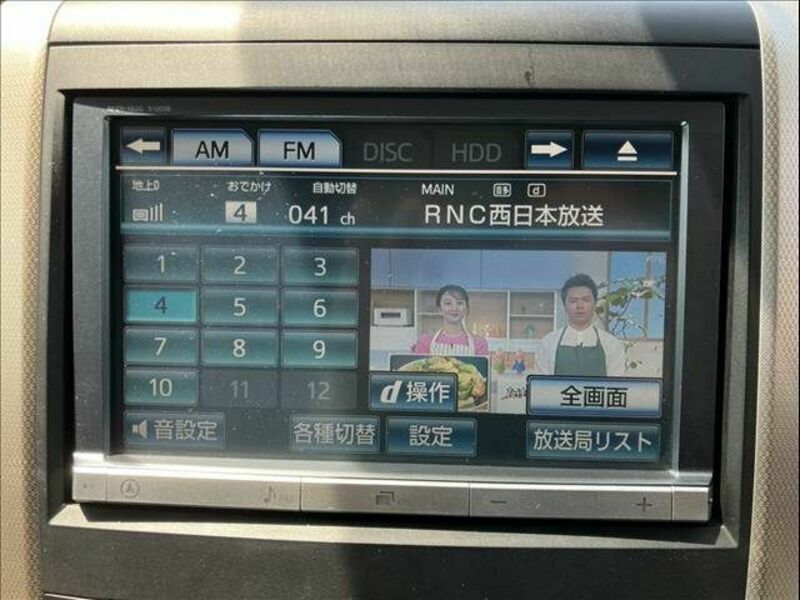 AM FM DISC HDD
地上D おでかけ 自動切替 MAIN 音多 d
4 041 ch RNC西日本放送
1 2 3
4 5 6
7 8 9
10 11 12
d 操作 全画面
音設定 各種切替 設定 放送局リスト
A